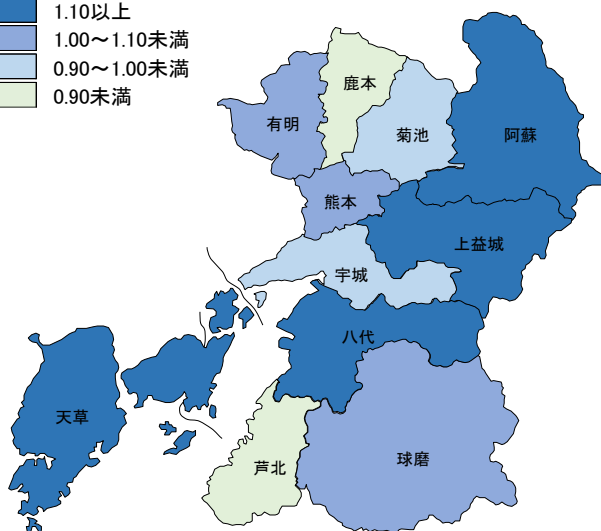 1.10以上
1.00～1.10未満
0.90～1.00未満
0.90未満
鹿本
有明
菊池
阿蘇
熊本
上益城
宇城
八代
天草
芦北
球磨